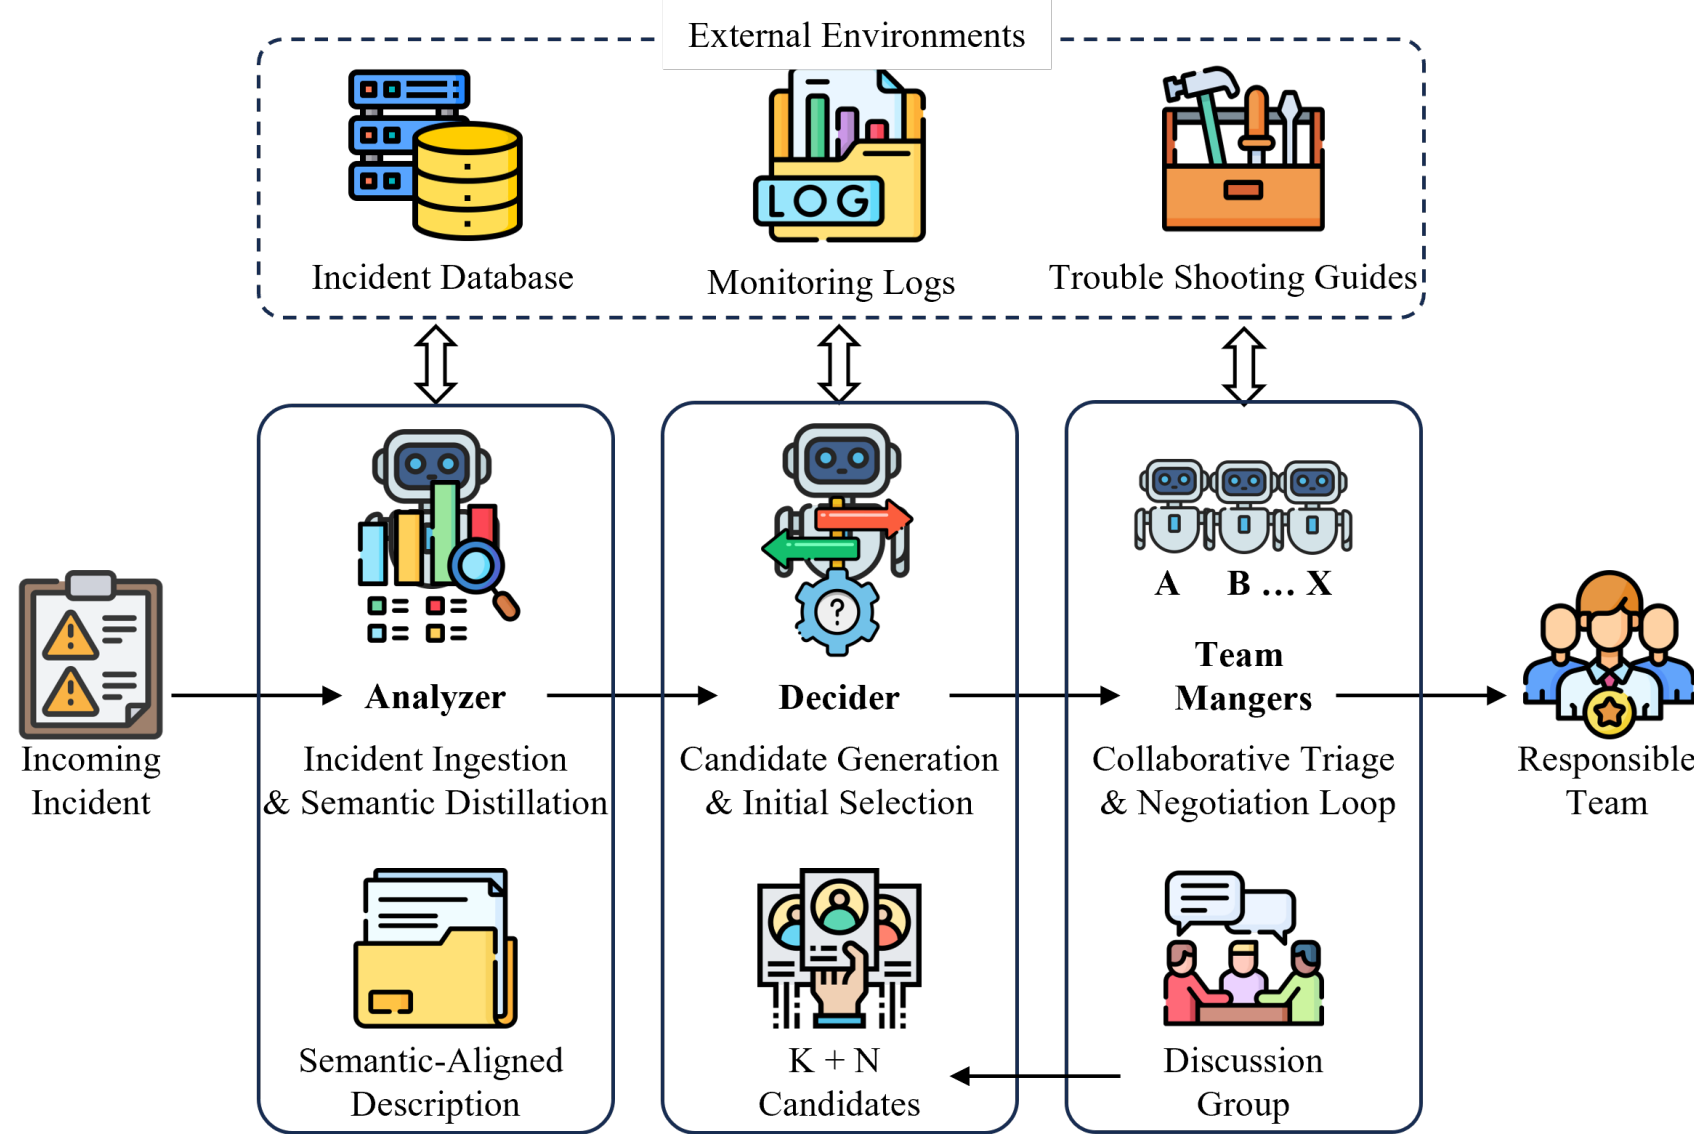 External Environments
LOG
Incident Database
Monitoring Logs
Trouble Shooting Guides
A B ... X
?
Incoming
Incident
Analyzer
Incident Ingestion
& Semantic Distillation
Semantic-Aligned
Description
Decider
Candidate Generation
& Initial Selection
K + N
Candidates
Team
Mangers
Collaborative Triage
& Negotiation Loop
Discussion
Group
Responsible
Team